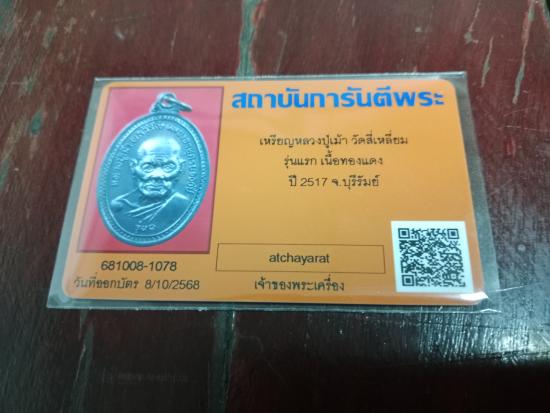 สถาบันการันตีพระ
เหรียญหลวงปู่เม้า วัดสี่เหลี่ยม
รุ่นแรก เนื้อทองแดง
ปี 2517 จ.บุรีรัมย์
atchayarat
เจ้าของพระเครื่อง
681008-1078
วันที่ออกบัตร 8/10/2568